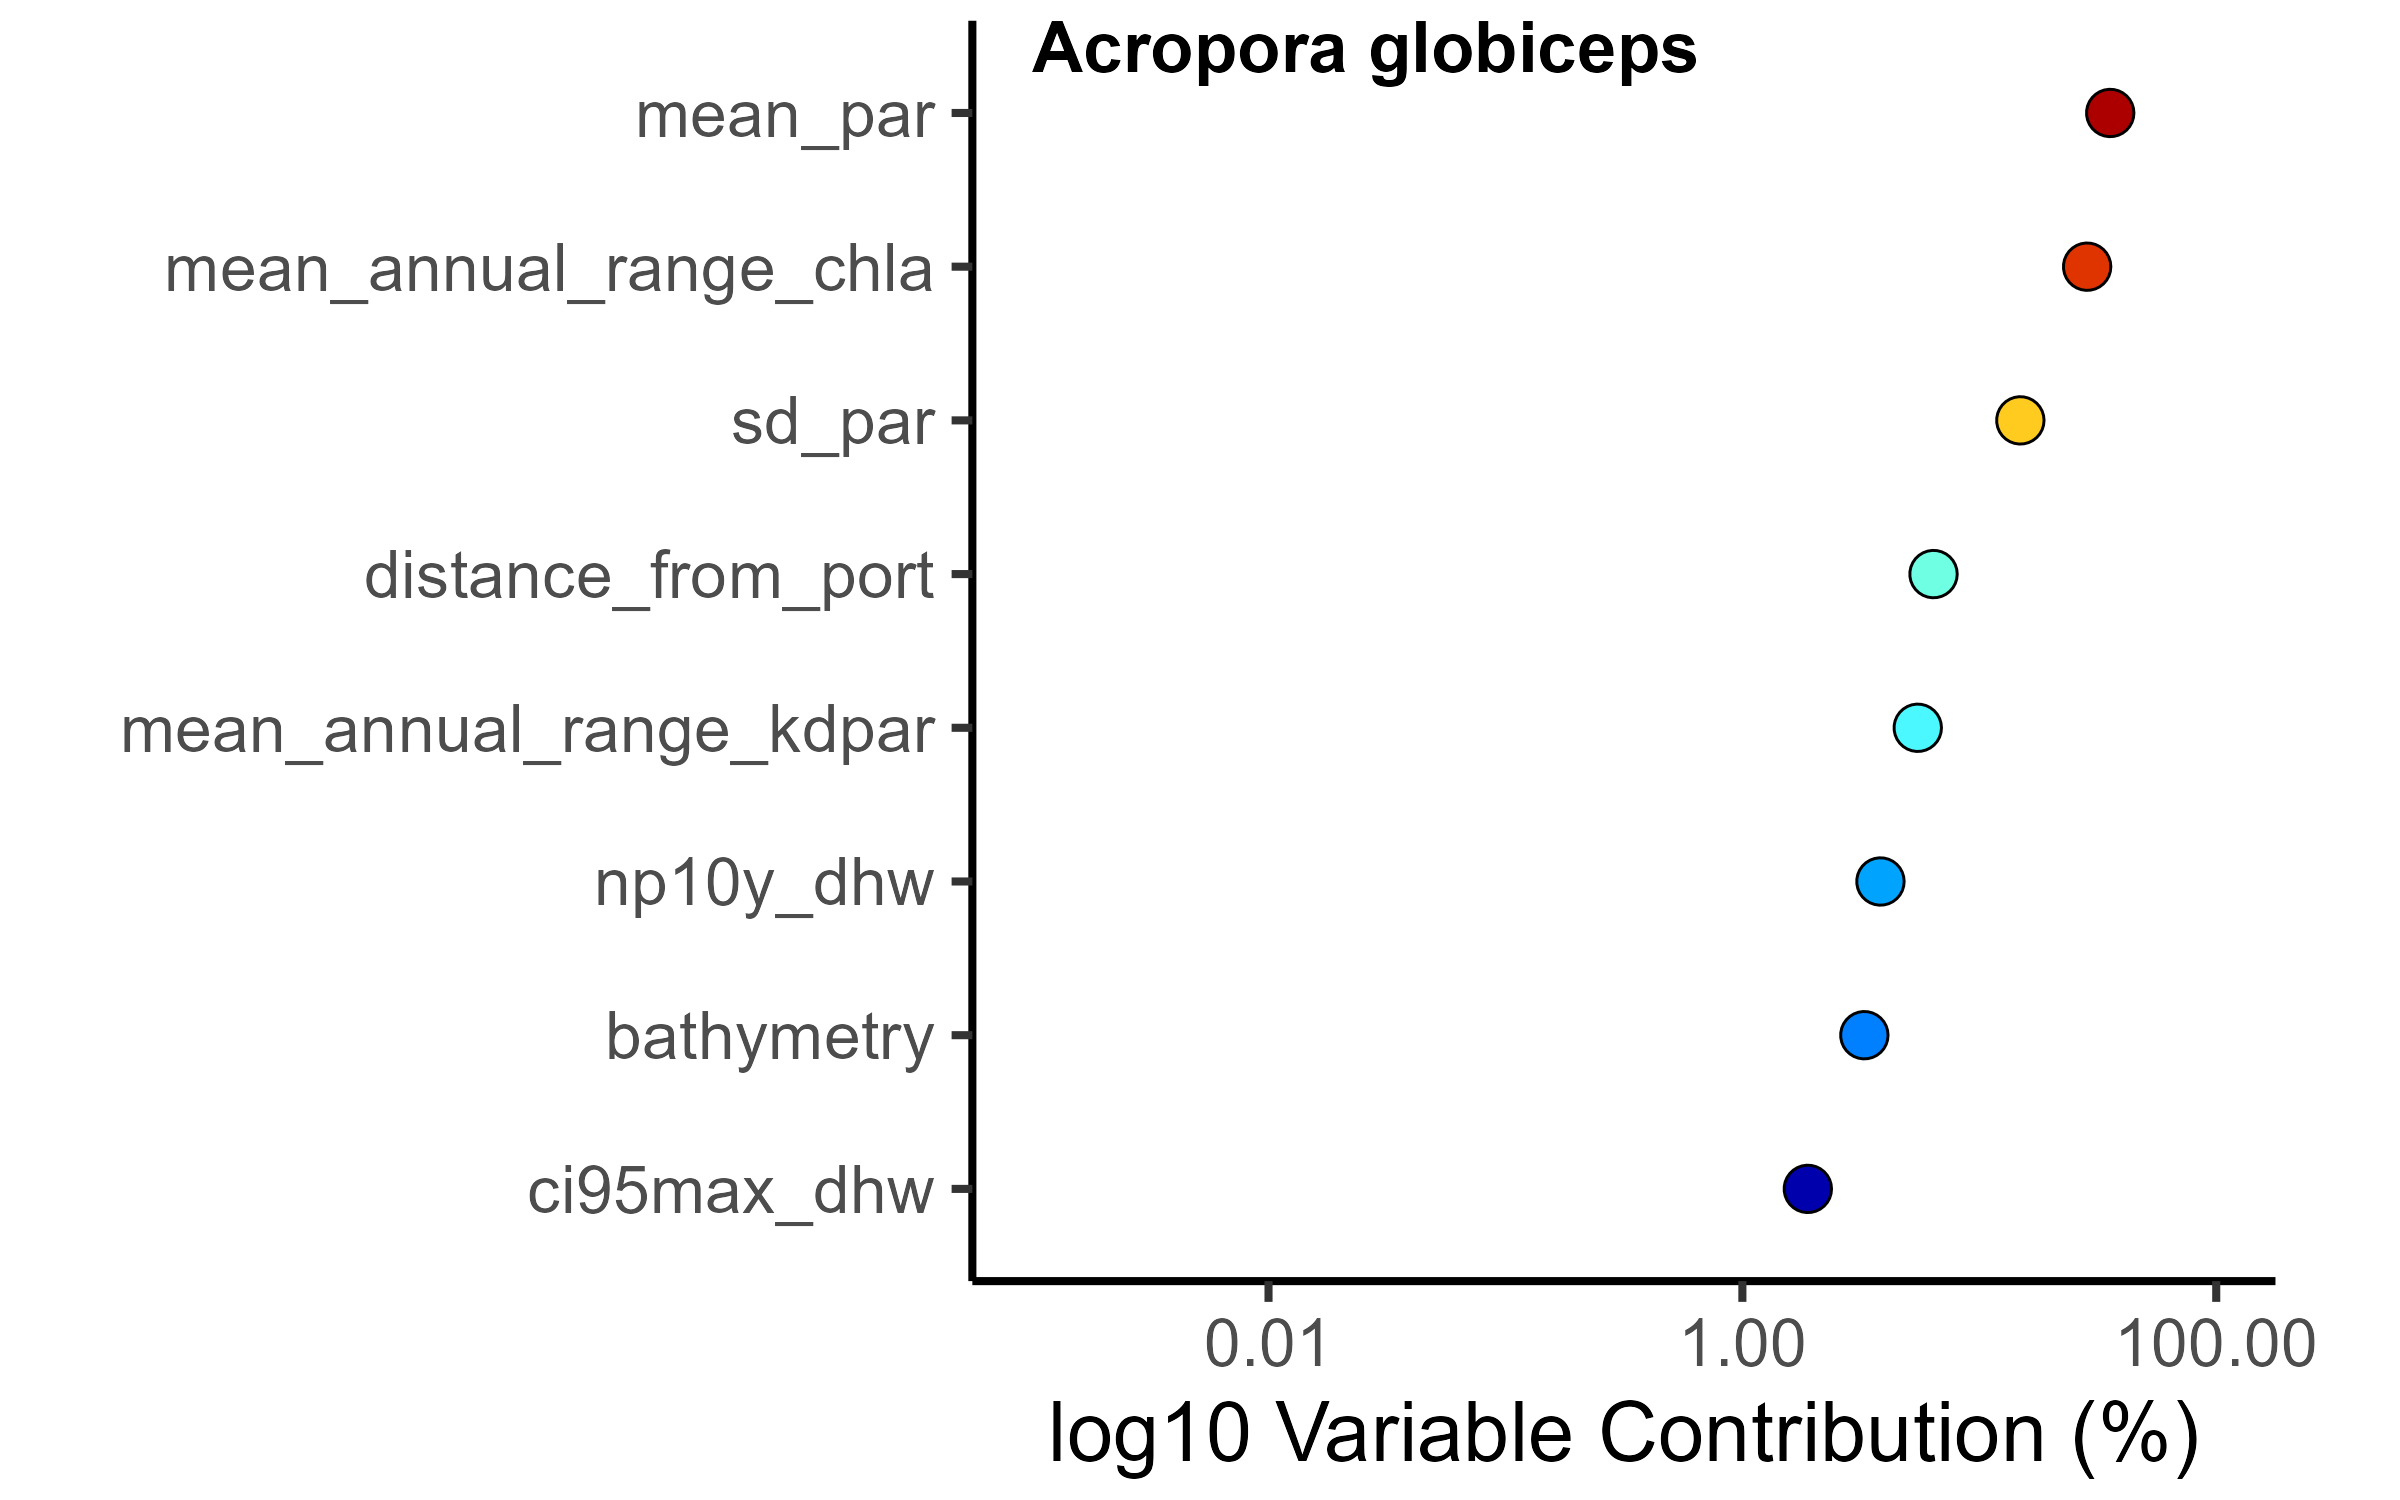 Acropora globiceps
mean_par
mean_annual_range_chla
sd_par
distance_from_port
mean_annual_range_kdpar
np10y_dhw
bathymetry
ci95max_dhw
0.01 1.00 100.00
log10 Variable Contribution (%)